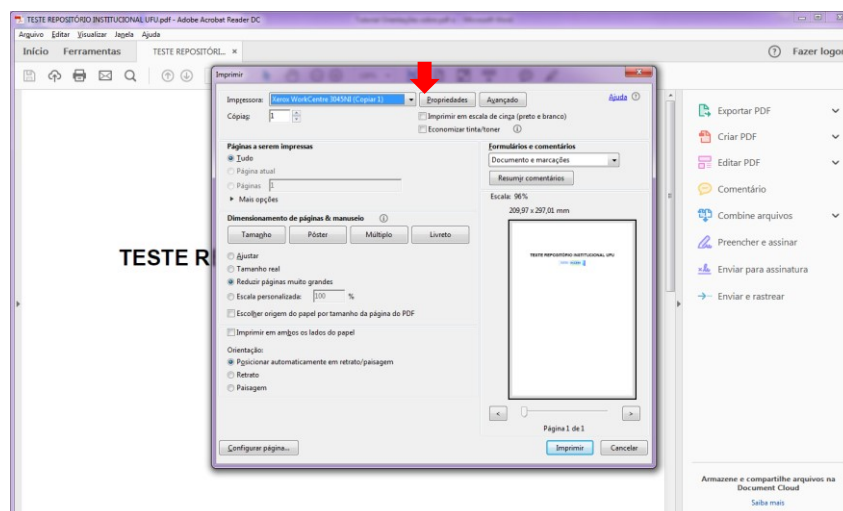 TESTE REPOSITÓRIO INSTITUCIONAL UFU.pdf - Adobe Acrobat Reader DC
Arquivo Editar Visualizar Janela Ajuda
Início Ferramentas TESTE REPOSITÓRI... × ? Fazer logon
Imprimir
Impressora: Xerox WorkCentre 3045NI (Copiar 1) Propriedades Avançado Ajuda
Cópias: 1 Imprimir em escala de cinza (preto e branco)
Economizar tinta/toner
Páginas a serem impressas
Tudo
Página atual
Páginas 1
Mais opções
Formulários e comentários
Documento e marcações
Resumir comentários
Escala: 96%
209,97 x 297,01 mm
Dimensionamento de páginas & manuseio
Tamanho Pôster Múltiplo Livreto
Ajustar
Tamanho real
Reduzir páginas muito grandes
Escala personalizada: 100 %
Escolher origem do papel por tamanho da página do PDF
Imprimir em ambos os lados do papel
Orientação:
Posicionar automaticamente em retrato/paisagem
Retrato
Paisagem
TESTE REPOSITÓRIO INSTITUCIONAL UFU
< >
Página 1 de 1
Configurar página... Imprimir Cancelar
TESTE R
Exportar PDF
Criar PDF
Editar PDF
Comentário
Combine arquivos
Preencher e assinar
Enviar para assinatura
Enviar e rastrear
Armazene e compartilhe arquivos na
Document Cloud
Saiba mais